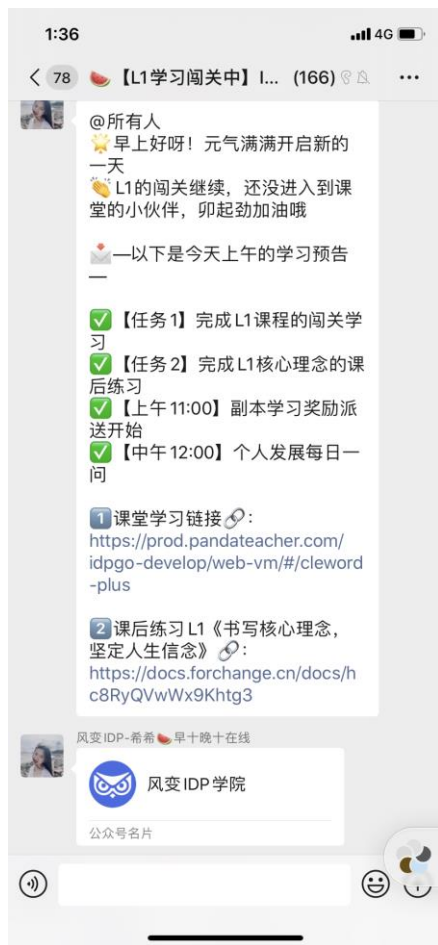 1:36
4G
78
【L1学习闯关中】I... (166)
@所有人
早上好呀！元气满满开启新的
一天
L1的闯关继续，还没进入到课
堂的小伙伴，卯起劲加油哦
—以下是今天上午的学习预告
—
【任务1】完成L1课程的闯关学
习
【任务2】完成L1核心理念的课
后练习
【上午11:00】副本学习奖励派
送开始
【中午12:00】个人发展每日一
问
1课堂学习链接：
https://prod.pandateacher.com/
idpgo-develop/web-vm/#/cleword
-plus
2课后练习L1《书写核心理念，
坚定人生信念》：
https://docs.forchange.cn/docs/h
c8RyQVwWx9Khtg3
风变IDP-希希🍉早十晚十在线
风变IDP学院
公众号名片